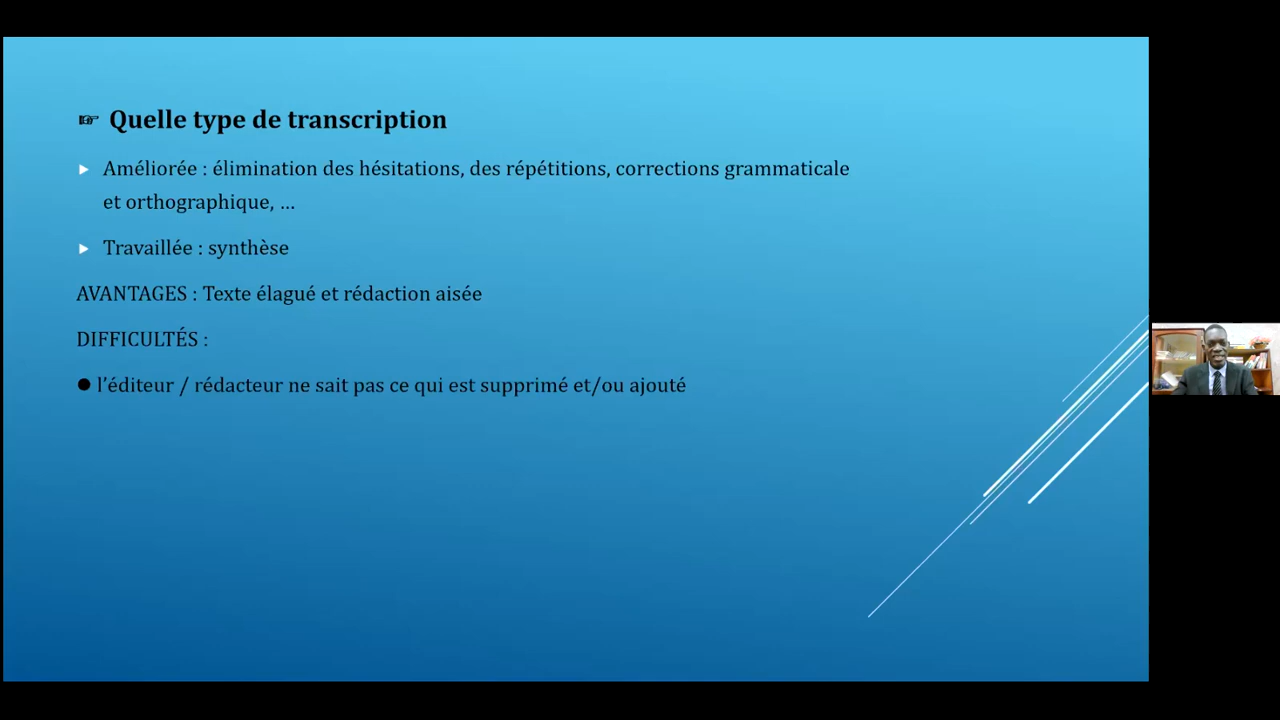 ☞ Quelle type de transcription
Améliorée : élimination des hésitations, des répétitions, corrections grammaticale
et orthographique, …
Travaillée : synthèse
AVANTAGES : Texte élagué et rédaction aisée
DIFFICULTÉS :
● l’éditeur / rédacteur ne sait pas ce qui est supprimé et/ou ajouté